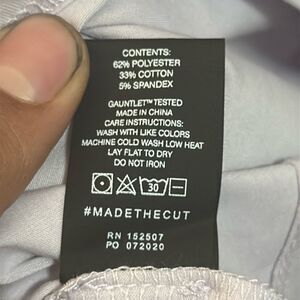 CONTENTS:
62% POLYESTER
33% COTTON
5% SPANDEX
GAUNTLET™ TESTED
MADE IN CHINA
CARE INSTRUCTIONS:
WASH WITH LIKE COLORS
MACHINE COLD WASH LOW HEAT
LAY FLAT TO DRY
DO NOT IRON
30
#MADETHECUT
RN 152507
PO 072020